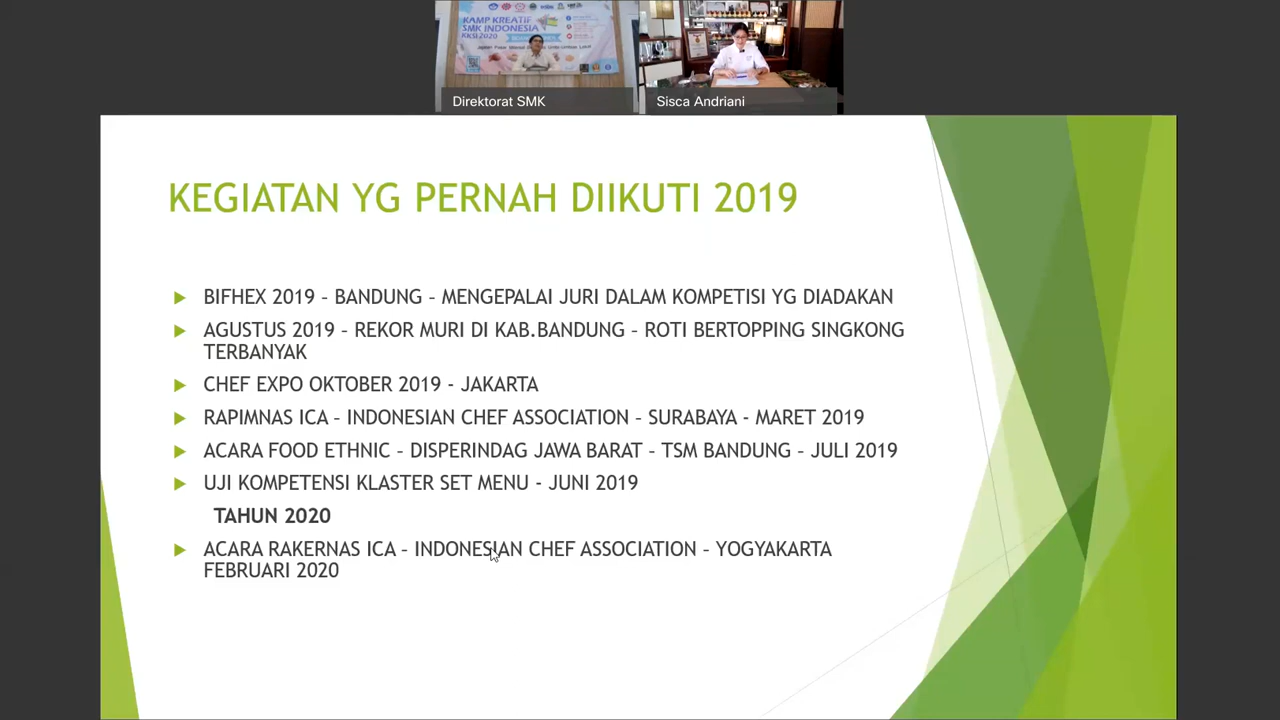 KAMP KREATIF
SMK INDONESIA
KKSI 2020
Direktorat SMK
Sisca Andriani
KEGIATAN YG PERNAH DIIKUTI 2019
BIFHEX 2019 – BANDUNG – MENGEPALAI JURI DALAM KOMPETISI YG DIADAKAN
AGUSTUS 2019 – REKOR MURI DI KAB.BANDUNG – ROTI BERTOPPING SINGKONG
TERBANYAK
CHEF EXPO OKTOBER 2019 - JAKARTA
RAPIMNAS ICA – INDONESIAN CHEF ASSOCIATION – SURABAYA - MARET 2019
ACARA FOOD ETHNIC – DISPERINDAG JAWA BARAT – TSM BANDUNG – JULI 2019
UJI KOMPETENSI KLASTER SET MENU - JUNI 2019
TAHUN 2020
ACARA RAKERNAS ICA – INDONESIAN CHEF ASSOCIATION – YOGYAKARTA
FEBRUARI 2020